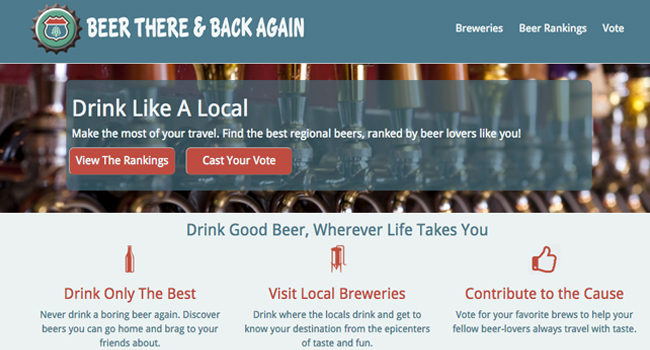 BEER THERE & BACK AGAIN
Breweries Beer Rankings Vote
Drink Like A Local
Make the most of your travel. Find the best regional beers, ranked by beer lovers like you!
View The Rankings Cast Your Vote
Drink Good Beer, Wherever Life Takes You
Drink Only The Best
Never drink a boring beer again. Discover
beers you can go home and brag to your
friends about.
Visit Local Breweries
Drink where the locals drink and get to
know your destination from the epicenters
of taste and fun.
Contribute to the Cause
Vote for your favorite brews to help your
fellow beer-lovers always travel with taste.